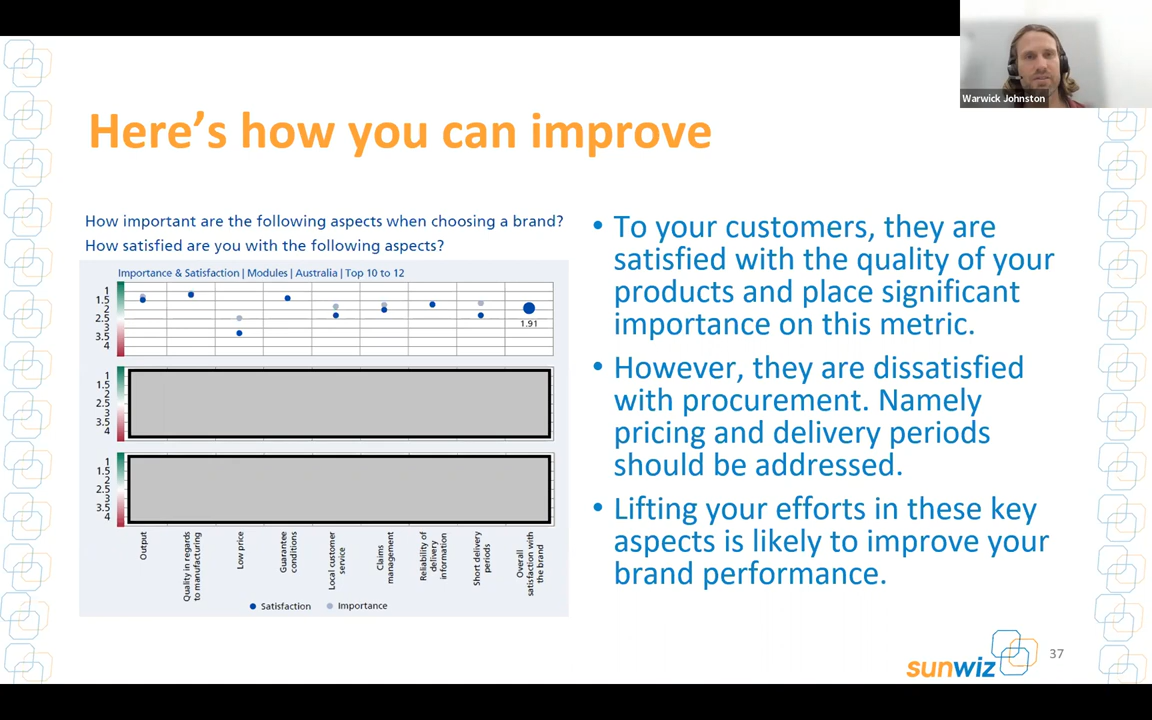 Warwick Johnston
Here's how you can improve
How important are the following aspects when choosing a brand?
How satisfied are you with the following aspects?
Importance & Satisfaction | Modules | Australia | Top 10 to 12
1
1.5
2
2.5
3
3.5
4
1.91
1
1.5
2
2.5
3
3.5
4
1
1.5
2
2.5
3
3.5
4
Output
Quality in regards
to manufacturing
Low price
Guarantee
conditions
Local customer
service
Claims
management
Reliability of
delivery
information
Short delivery
periods
Overall
satisfaction with
the brand
Satisfaction
Importance
• To your customers, they are
satisfied with the quality of your
products and place significant
importance on this metric.
• However, they are dissatisfied
with procurement. Namely
pricing and delivery periods
should be addressed.
• Lifting your efforts in these key
aspects is likely to improve your
brand performance.
sunwiz
37